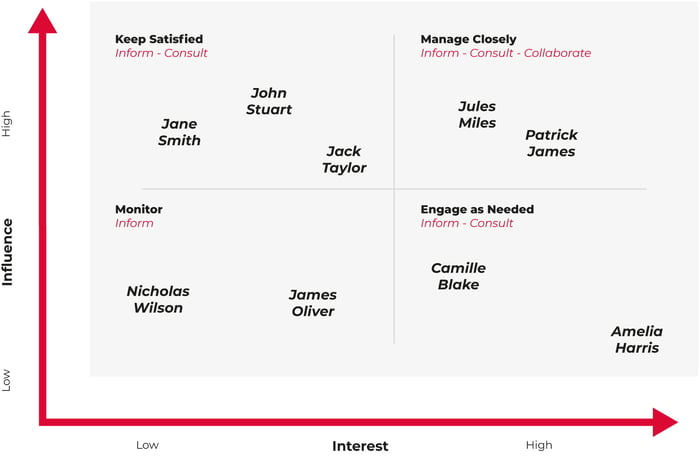 Keep Satisfied
Inform - Consult
Manage Closely
Inform - Consult - Collaborate
High
John
Stuart
Jane
Smith
Jack
Taylor
Jules
Miles
Patrick
James
Influence
Monitor
Inform
Engage as Needed
Inform - Consult
Nicholas
Wilson
James
Oliver
Camille
Blake
Amelia
Harris
Low
Low
Interest
High